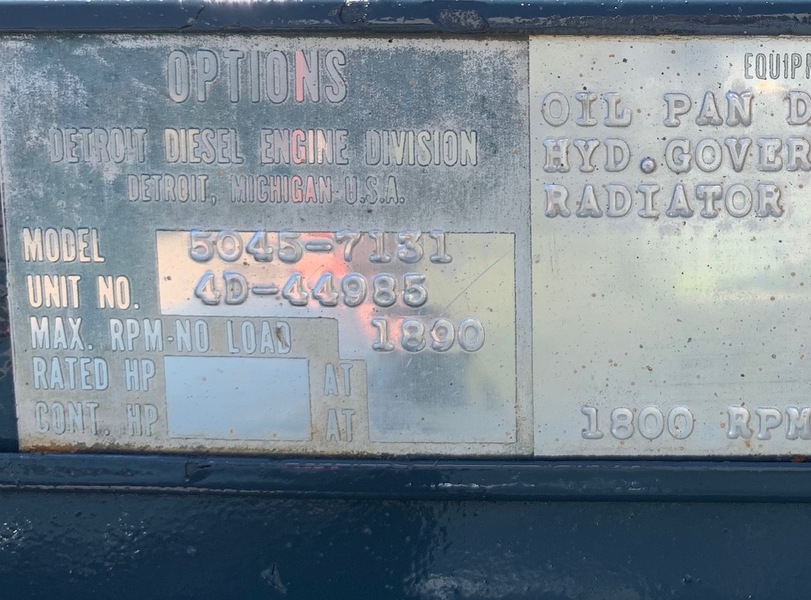 OPTIONS
DETROIT DIESEL ENGINE DIVISION
DETROIT, MICHIGAN U.S.A.
MODEL 5045-7131
UNIT NO. 4D-44985
MAX. RPM-NO LOAD 1890
RATED HP AT
CONT. HP AT
EQUIP
OIL PAN D
HYD.GOVER
RADIATOR
1800 RPM